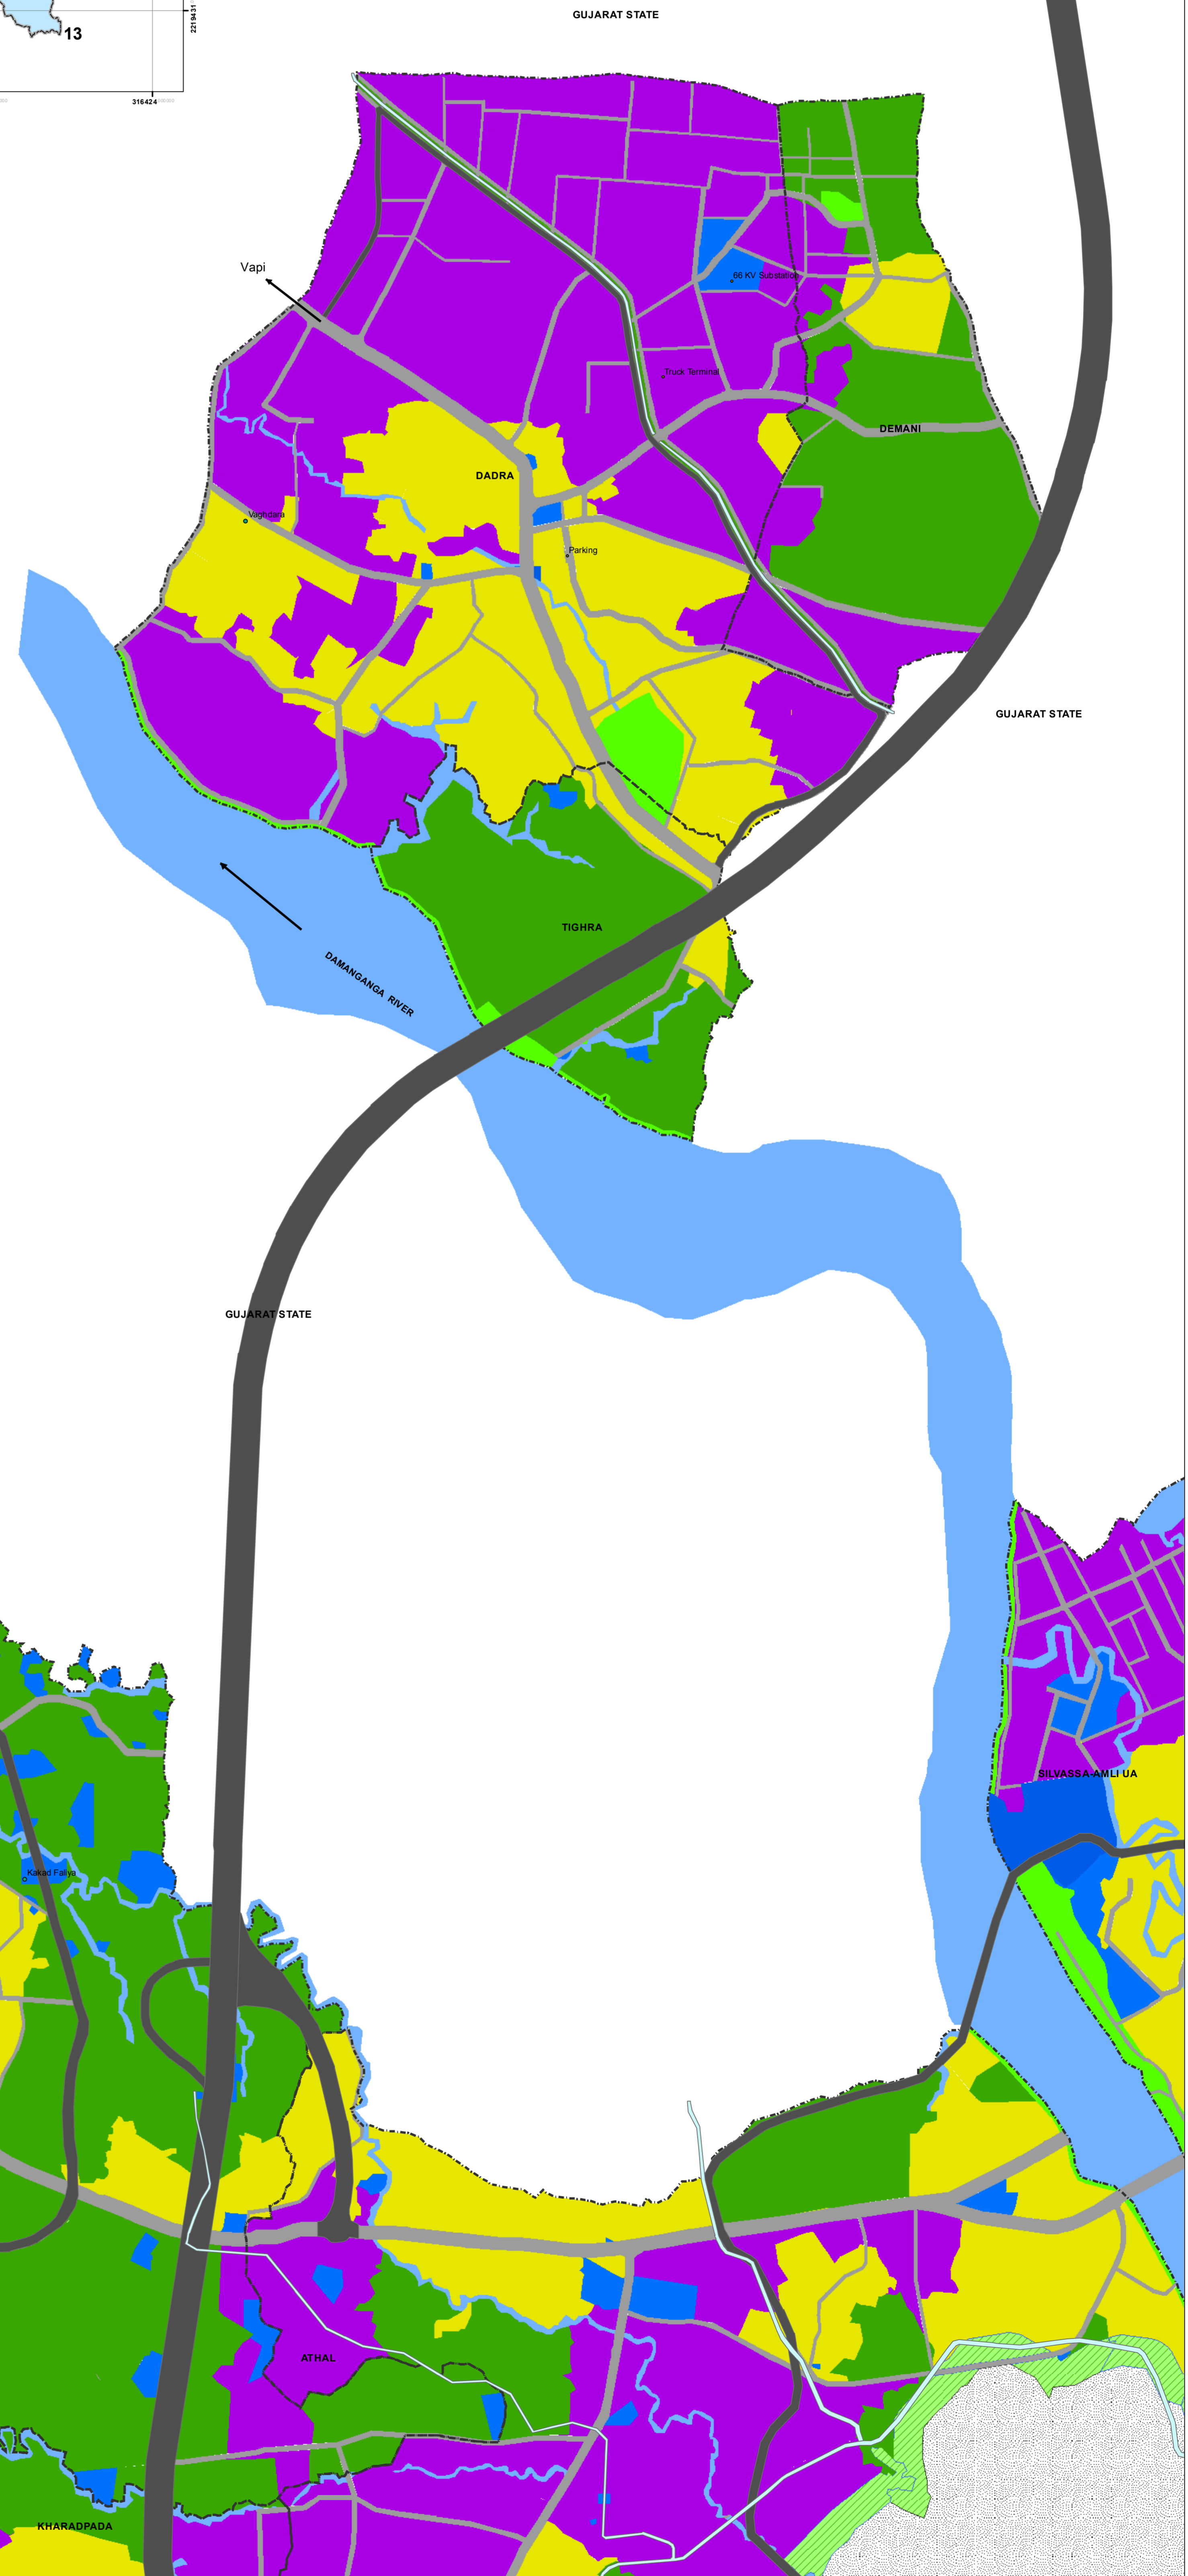 GUJARAT STATE
13
2219431
316424
Vapi
66 KV Substation
Truck Terminal
DEMANI
DADRA
Vaghdara
Parking
GUJARAT STATE
TIGHRA
DAMANGANGA RIVER
GUJARAT STATE
SILVASSA-AMLI UA
Kakad Faliya
ATHAL
KHARADPADA